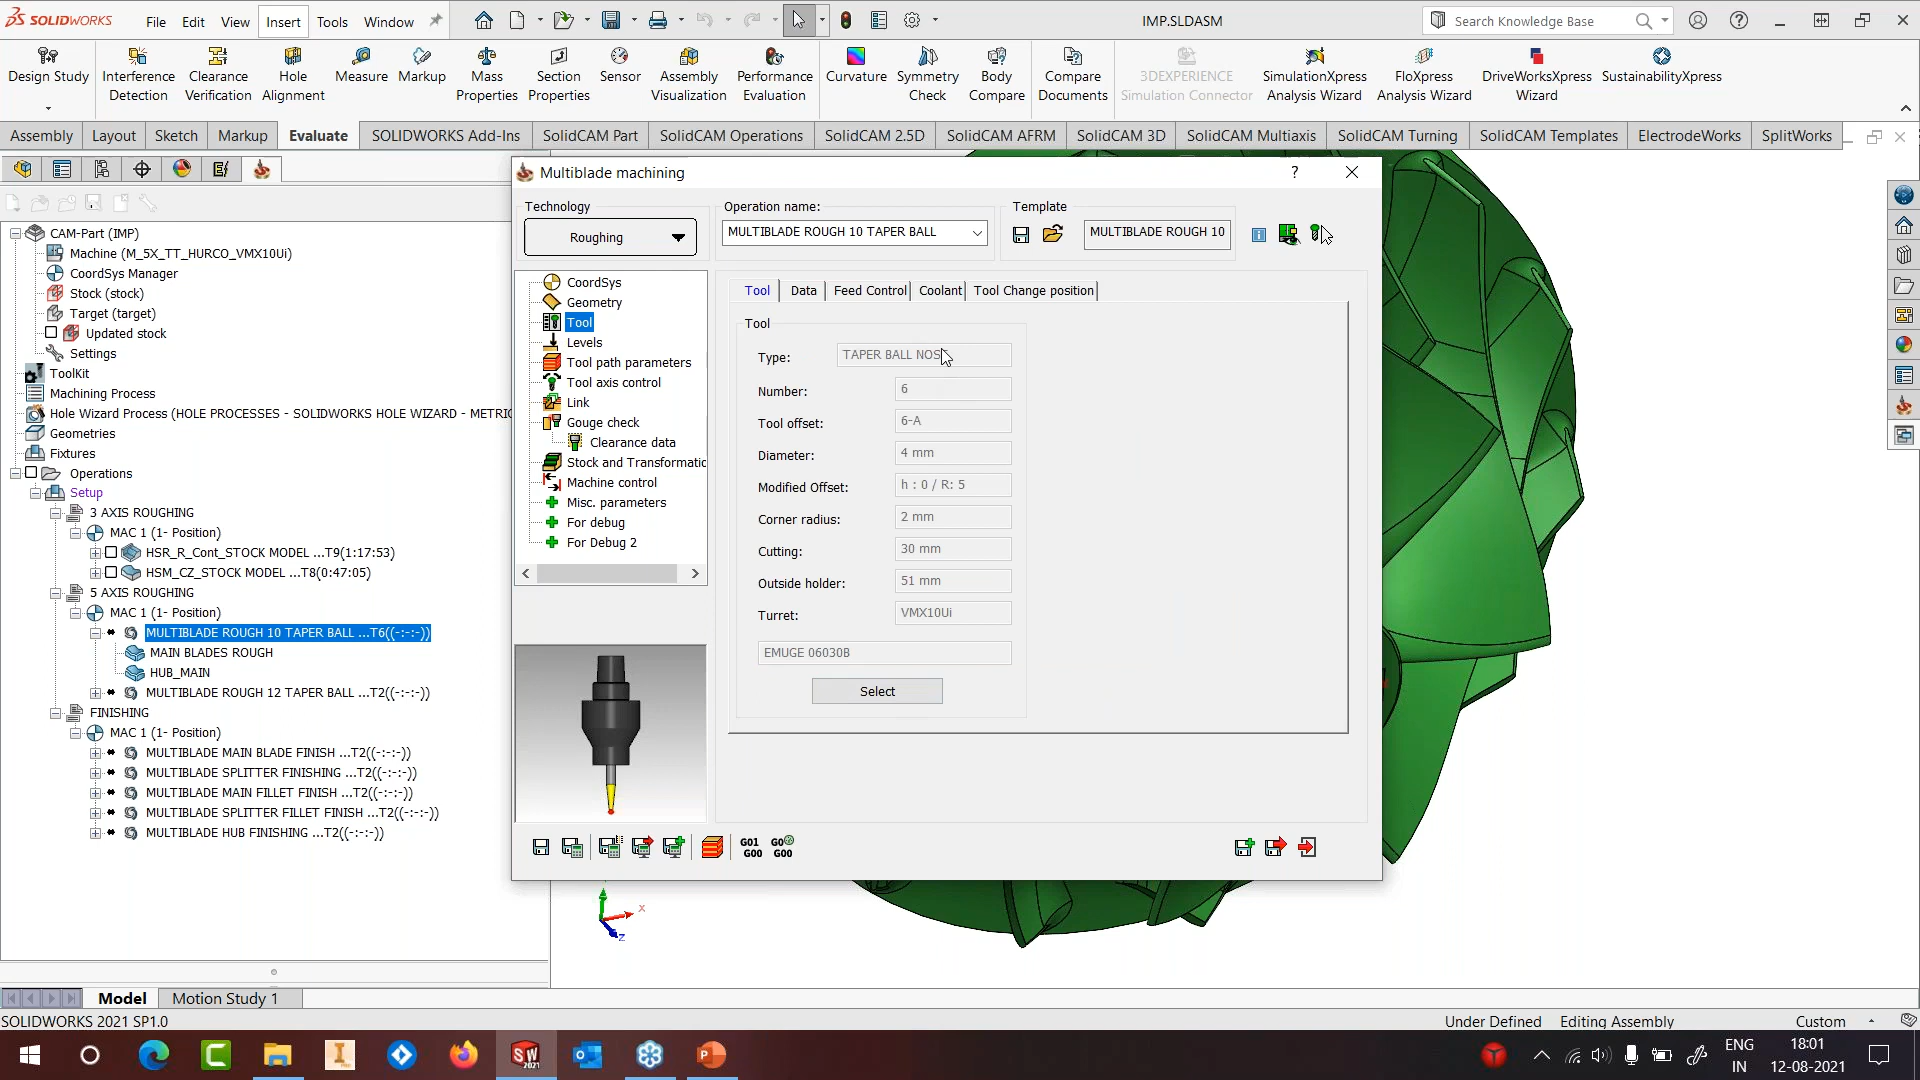 SOLIDWORKS File Edit View Insert Tools Window IMP.SLDASM Search Knowledge Base
Design Study Interference Detection Clearance Verification Hole Alignment Measure Markup Mass Properties Section Properties Sensor Assembly Visualization Performance Evaluation Curvature Symmetry Check Body Compare Compare Documents 3DEXPERIENCE Simulation Connector SimulationXpress Analysis Wizard FloXpress Analysis Wizard DriveWorksXpress Wizard SustainabilityXpress
Assembly Layout Sketch Markup Evaluate SOLIDWORKS Add-Ins SolidCAM Part SolidCAM Operations SolidCAM 2.5D SolidCAM AFRM SolidCAM 3D SolidCAM Multiaxis SolidCAM Turning SolidCAM Templates ElectrodeWorks SplitWorks
CAM-Part (IMP)
Machine (M_5X_TT_HURCO_VMX10Ui)
CoordSys Manager
Stock (stock)
Target (target)
Updated stock
Settings
ToolKit
Machining Process
Hole Wizard Process (HOLE PROCESSES - SOLIDWORKS HOLE WIZARD - METRIC
Geometries
Fixtures
Operations
Setup
3 AXIS ROUGHING
MAC 1 (1- Position)
HSR_R_Cont_STOCK MODEL ...T9(1:17:53)
HSM_CZ_STOCK MODEL ...T8(0:47:05)
5 AXIS ROUGHING
MAC 1 (1- Position)
MULTIBLADE ROUGH 10 TAPER BALL ...T6((-:-:-))
MAIN BLADES ROUGH
HUB_MAIN
MULTIBLADE ROUGH 12 TAPER BALL ...T2((-:-:-))
FINISHING
MAC 1 (1- Position)
MULTIBLADE MAIN BLADE FINISH ...T2((-:-:-))
MULTIBLADE SPLITTER FINISHING ...T2((-:-:-))
MULTIBLADE MAIN FILLET FINISH ...T2((-:-:-))
MULTIBLADE SPLITTER FILLET FINISH ...T2((-:-:-))
MULTIBLADE HUB FINISHING ...T2((-:-:-))
Multiblade machining ?
Technology Operation name: Template
Roughing MULTIBLADE ROUGH 10 TAPER BALL MULTIBLADE ROUGH 10
CoordSys
Geometry
Tool
Levels
Tool path parameters
Tool axis control
Link
Gouge check
Clearance data
Stock and Transformatic
Machine control
Misc. parameters
For debug
For Debug 2
Tool Data Feed Control Coolant Tool Change position
Tool
Type: TAPER BALL NOS
Number: 6
Tool offset: 6-A
Diameter: 4 mm
Modified Offset: h : 0 / R: 5
Corner radius: 2 mm
Cutting: 30 mm
Outside holder: 51 mm
Turret: VMX10Ui
EMUGE 06030B
Select
G01 G00
G00
x
Z
Model Motion Study 1
SOLIDWORKS 2021 SP1.0 Under Defined Editing Assembly Custom
SW 2021
ENG IN
18:01
12-08-2021